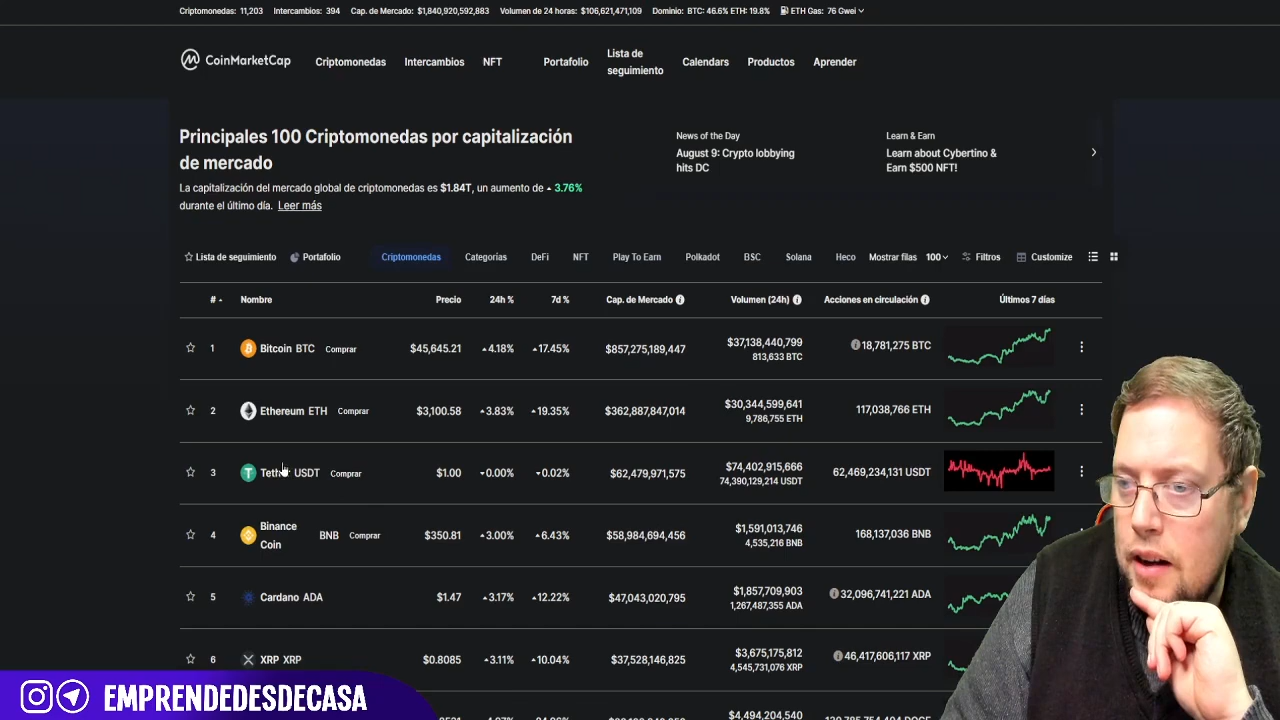 Criptomonedas: 11,203 Intercambios: 394 Cap. de Mercado: $1,840,920,592,883 Volumen de 24 horas: $106,621,471,109 Dominio: BTC: 46.6% ETH: 19.8% ETH Gas: 76 Gwei
CoinMarketCap Criptomonedas Intercambios NFT Portafolio Lista de seguimiento Calendars Productos Aprender
Principales 100 Criptomonedas por capitalización
de mercado
La capitalización del mercado global de criptomonedas es $1.84T, un aumento de 3.76%
durante el último día. Leer más
News of the Day
August 9: Crypto lobbying
hits DC
Learn & Earn
Learn about Cybertino &
Earn $500 NFT!
Lista de seguimiento Portafolio Criptomonedas Categorías DeFi NFT Play To Earn Polkadot BSC Solana Heco Mostrar filas 100 Filtros Customize
# Nombre Precio 24h % 7d % Cap. de Mercado Volumen (24h) Acciones en circulación Últimos 7 días
1 Bitcoin BTC Comprar $45,645.21 4.18% 17.45% $857,275,189,447 $37,138,440,799 18,781,275 BTC
813,633 BTC
2 Ethereum ETH Comprar $3,100.58 3.83% 19.35% $362,887,847,014 $30,344,599,641 117,038,766 ETH
9,786,755 ETH
3 Tether USDT Comprar $1.00 0.00% 0.02% $62,479,971,575 $74,402,915,666 62,469,234,131 USDT
74,390,129,214 USDT
4 Binance Coin BNB Comprar $350.81 3.00% 6.43% $58,984,694,456 $1,591,013,746 168,137,036 BNB
4,535,216 BNB
5 Cardano ADA $1.47 3.17% 12.22% $47,043,020,795 $1,857,709,903 32,096,741,221 ADA
1,267,487,355 ADA
6 XRP XRP $0.8085 3.11% 10.04% $37,528,146,825 $3,675,175,812 46,417,606,117 XRP
4,545,731,076 XRP
$4,494,204,540
EMPRENDEDESDECASA